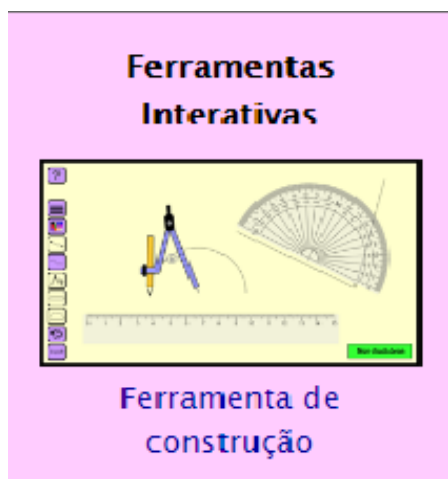 Ferramentas
Interativas
?
Ferramenta de
construção